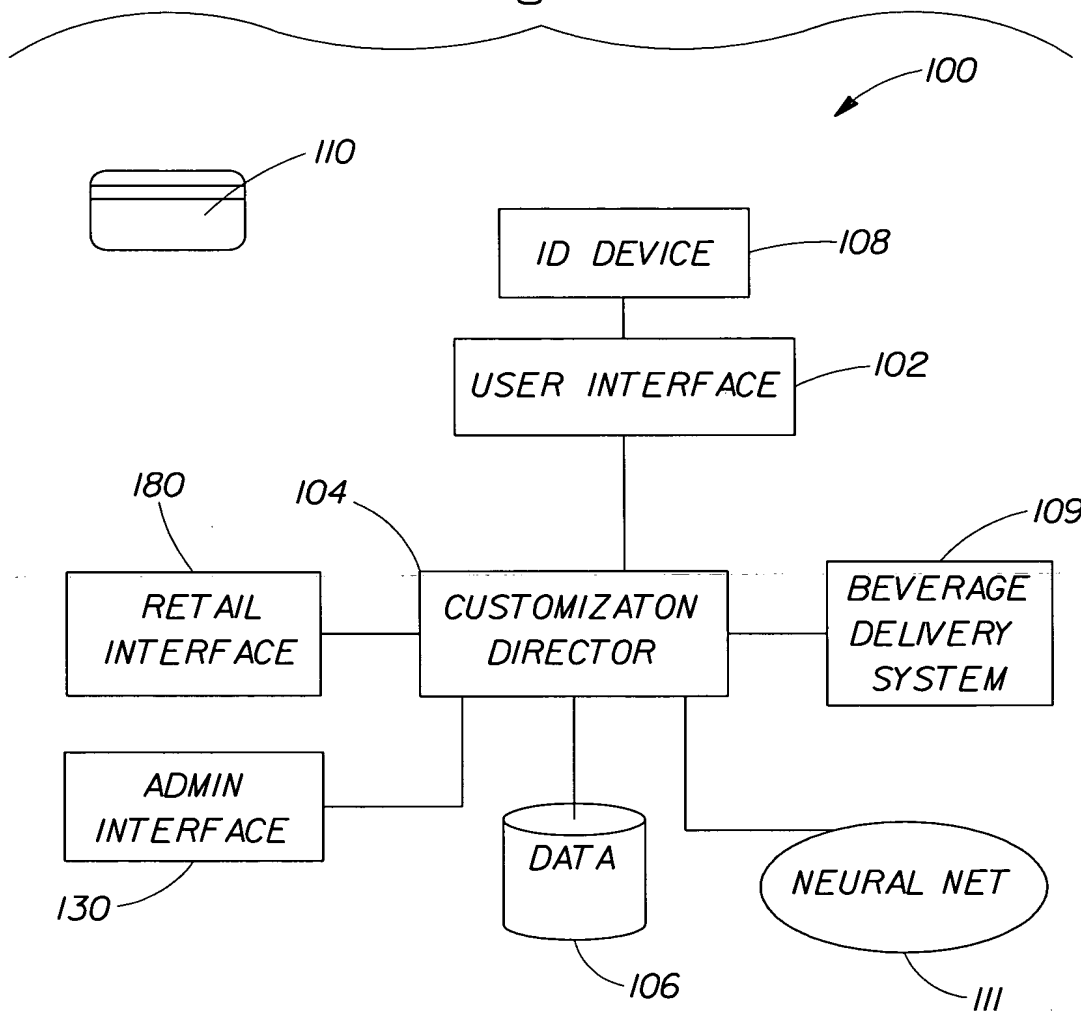 100
110
ID DEVICE
108
USER INTERFACE
102
180
104
109
RETAIL
INTERFACE
CUSTOMIZATON
DIRECTOR
BEVERAGE
DELIVERY
SYSTEM
ADMIN
INTERFACE
DATA
NEURAL NET
130
106
111